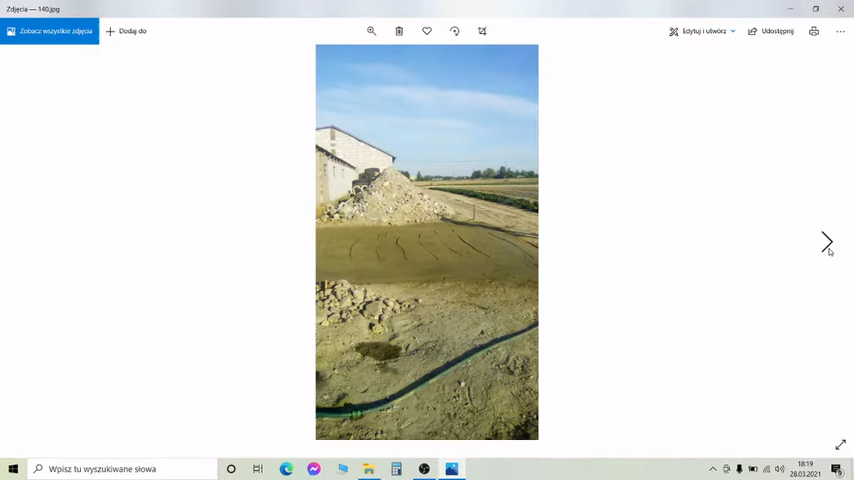 Zdjęcia — 140.jpg
Zobacz wszystkie zdjęcia
Dodaj do
Edytuj i utwórz
Udostępnij
Wpisz tu wyszukiwane słowa
18:19
28.03.2021